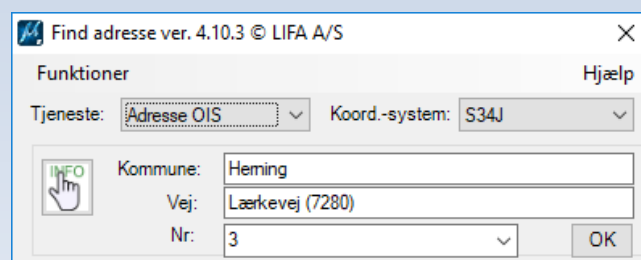 Find adresse ver. 4.10.3 © LIFA A/S
Funktioner Hjælp
Tjeneste: Adresse OIS Koord.-system: S34J
INFO Kommune: Herning
Vej: Lærkevej (7280)
Nr: 3 OK